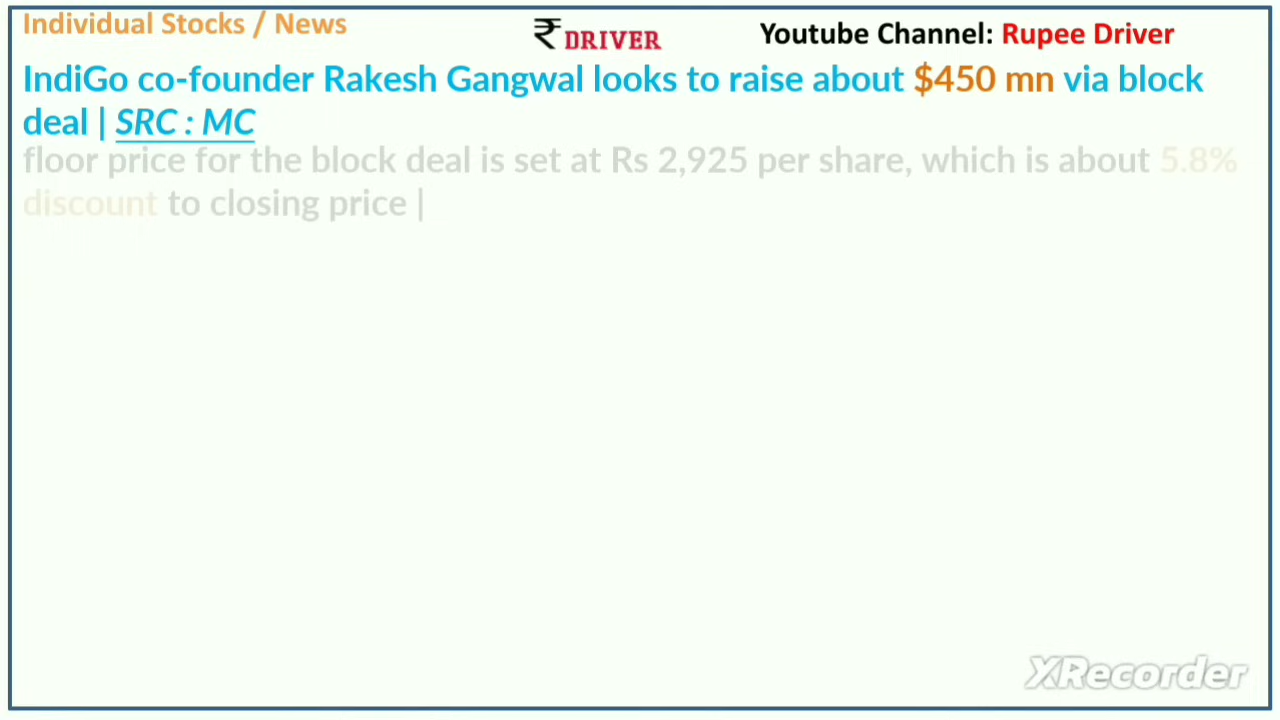 Individual Stocks / News
₹ DRIVER
Youtube Channel: Rupee Driver
IndiGo co-founder Rakesh Gangwal looks to raise about $450 mn via block
deal | SRC : MC
floor price for the block deal is set at Rs 2,925 per share, which is about 5.8%
discount to closing price |
XRecorder